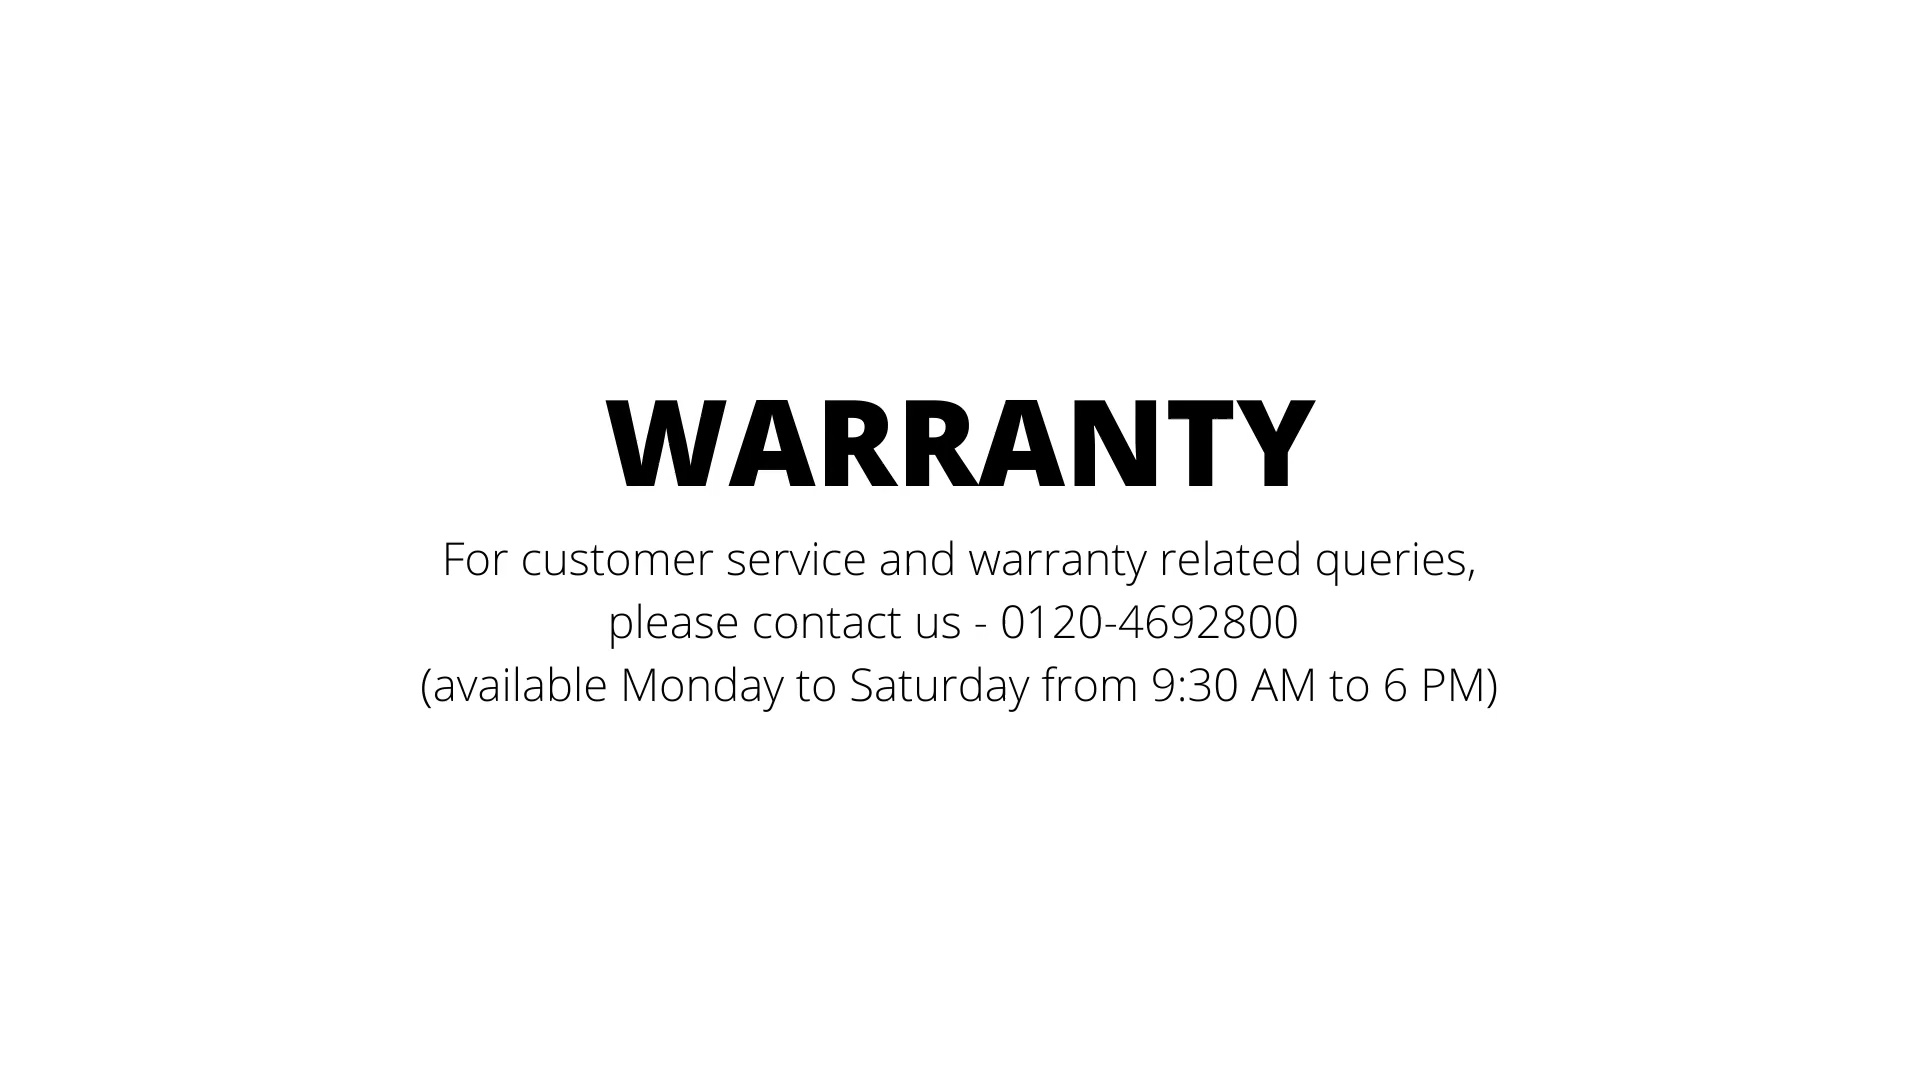 WARRANTY
For customer service and warranty related queries,
please contact us - 0120-4692800
(available Monday to Saturday from 9:30 AM to 6 PM)